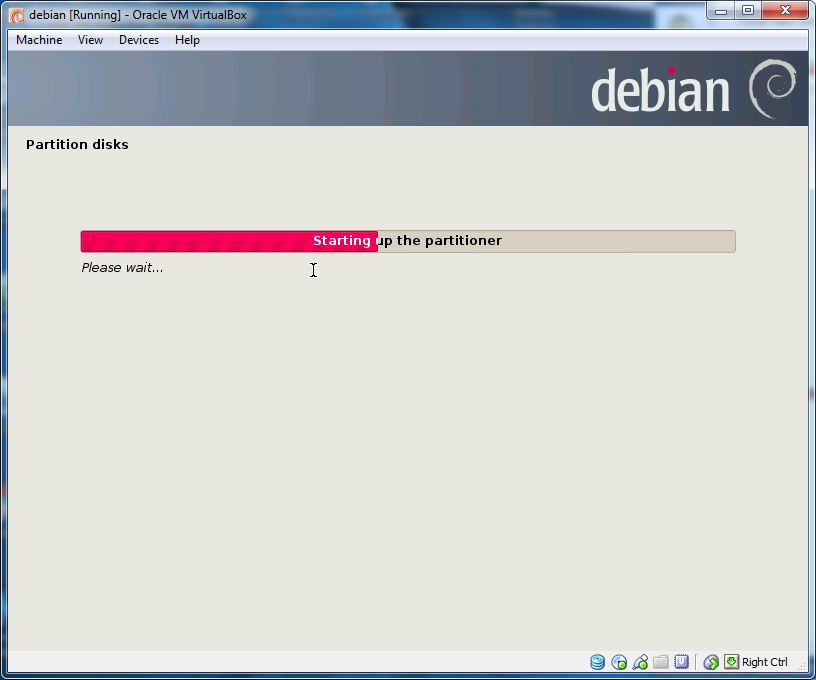 debian [Running] - Oracle VM VirtualBox
Machine View Devices Help
debian
Partition disks
Starting up the partitioner
Please wait...
Right Ctrl